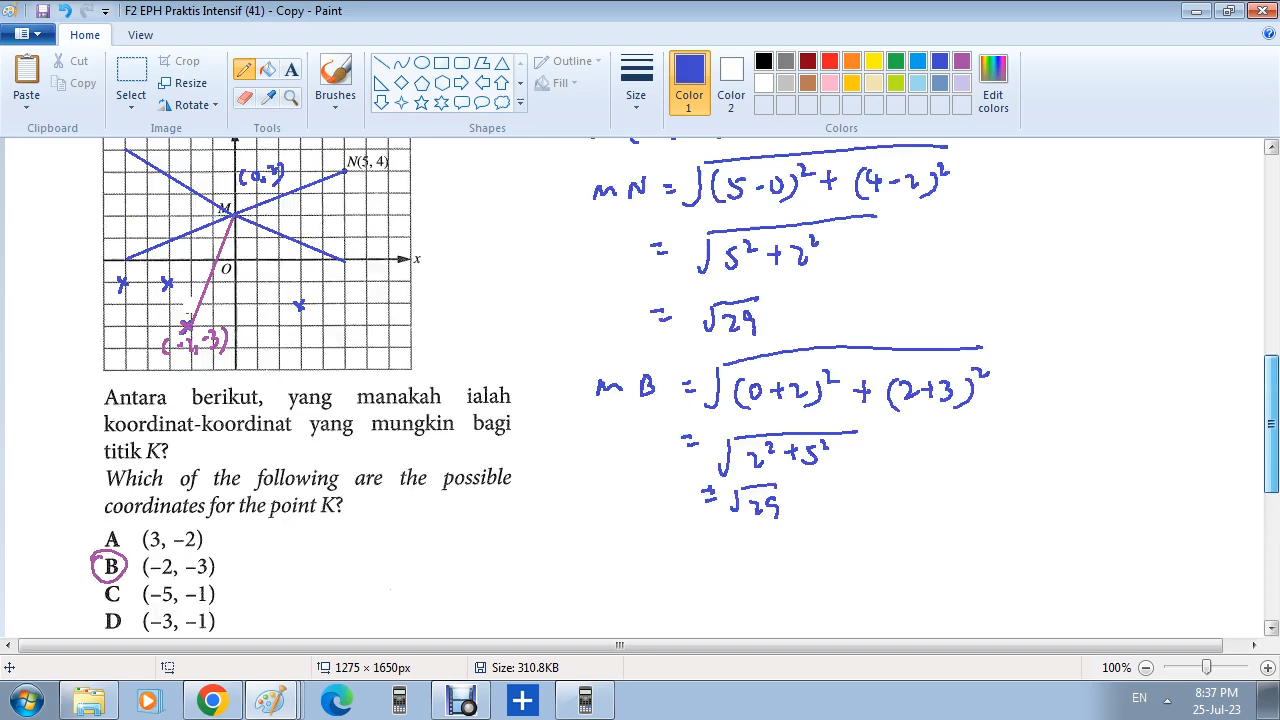 F2 EPH Praktis Intensif (41) - Copy - Paint
Home
View
Paste
Cut
Copy
Clipboard
Select
Crop
Resize
Rotate
Image
A
Tools
Brushes
Shapes
Outline
Fill
Size
Color 1
Color 2
Edit colors
Colors
N(5, 4)
(0, 2)
M
O
x
(-2, -3)
MN = √(5-0)² + (4-2)²
= √5² + 2²
= √29
MB = √(0+2)² + (2+3)²
= √2² + 5²
= √29
Antara berikut, yang manakah ialah
koordinat-koordinat yang mungkin bagi
titik K?
Which of the following are the possible
coordinates for the point K?
A (3, –2)
B (–2, –3)
C (–5, –1)
D (–3, –1)
1275 × 1650px
Size: 310.8KB
100%
EN
8:37 PM
25-Jul-23